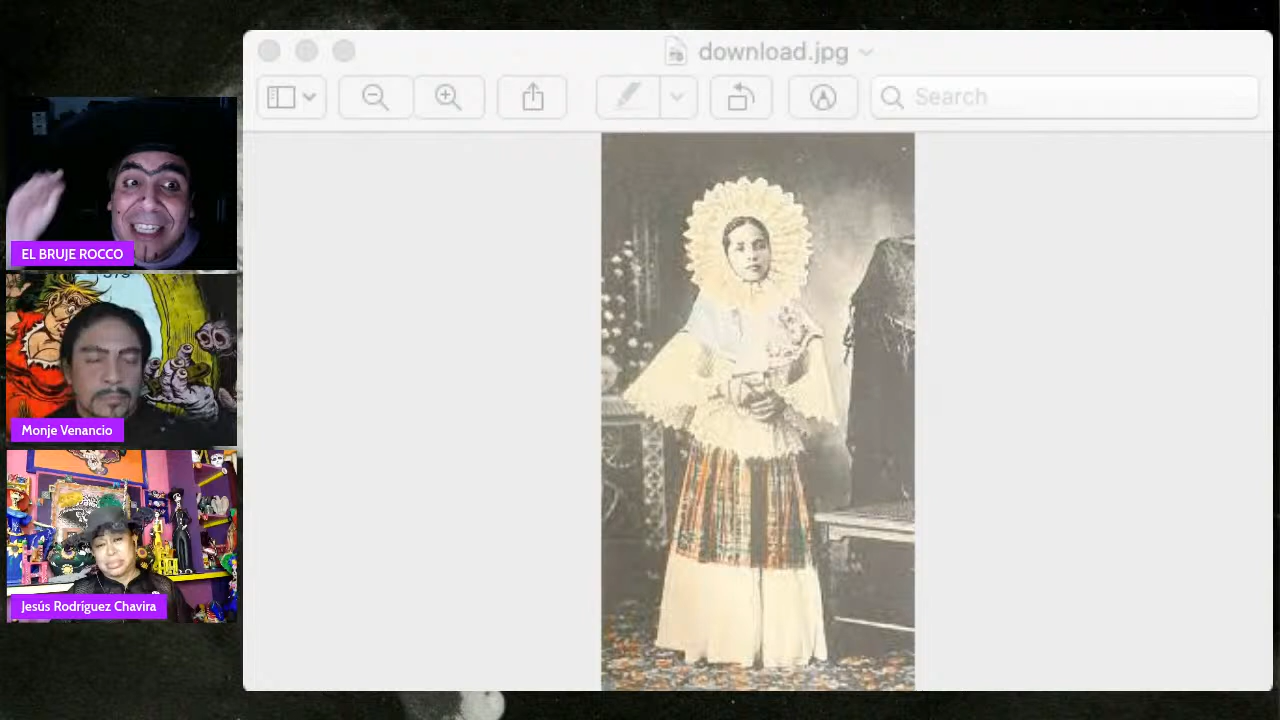 download.jpg
Search
EL BRUJE ROCCO
Monje Venancio
Jesús Rodríguez Chavira